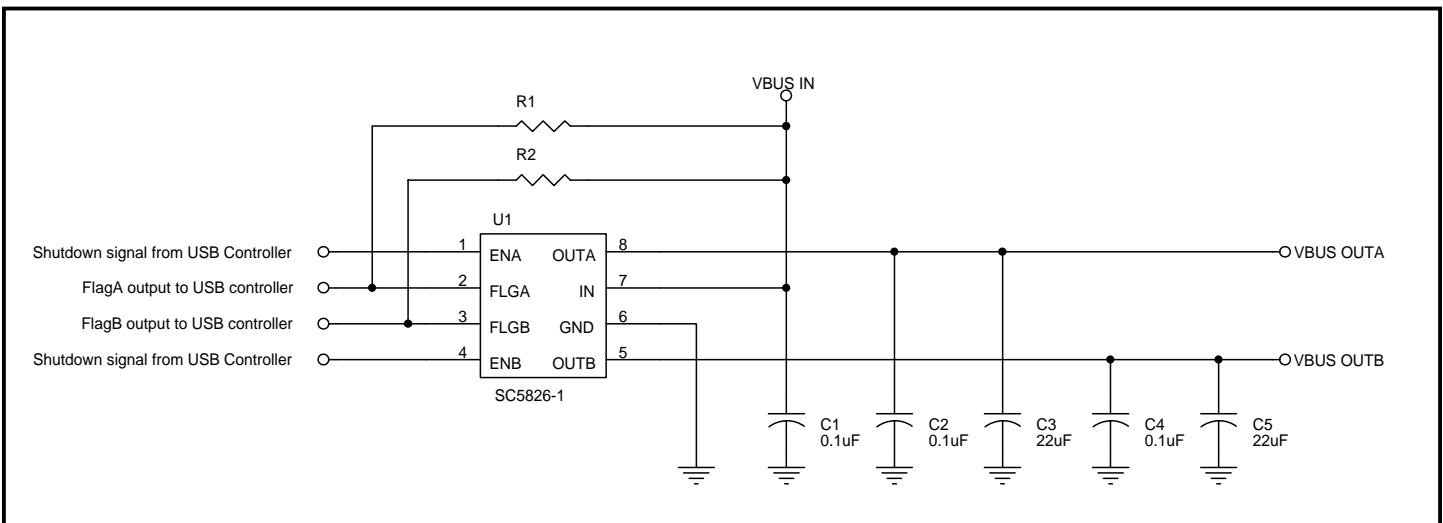 VBUS IN
R1
R2
U1
Shutdown signal from USB Controller
1
ENA
OUTA
8
VBUS OUTA
FlagA output to USB controller
2
FLGA
IN
7
FlagB output to USB controller
3
FLGB
GND
6
Shutdown signal from USB Controller
4
ENB
OUTB
5
VBUS OUTB
SC5826-1
C1
0.1uF
C2
0.1uF
C3
22uF
C4
0.1uF
C5
22uF